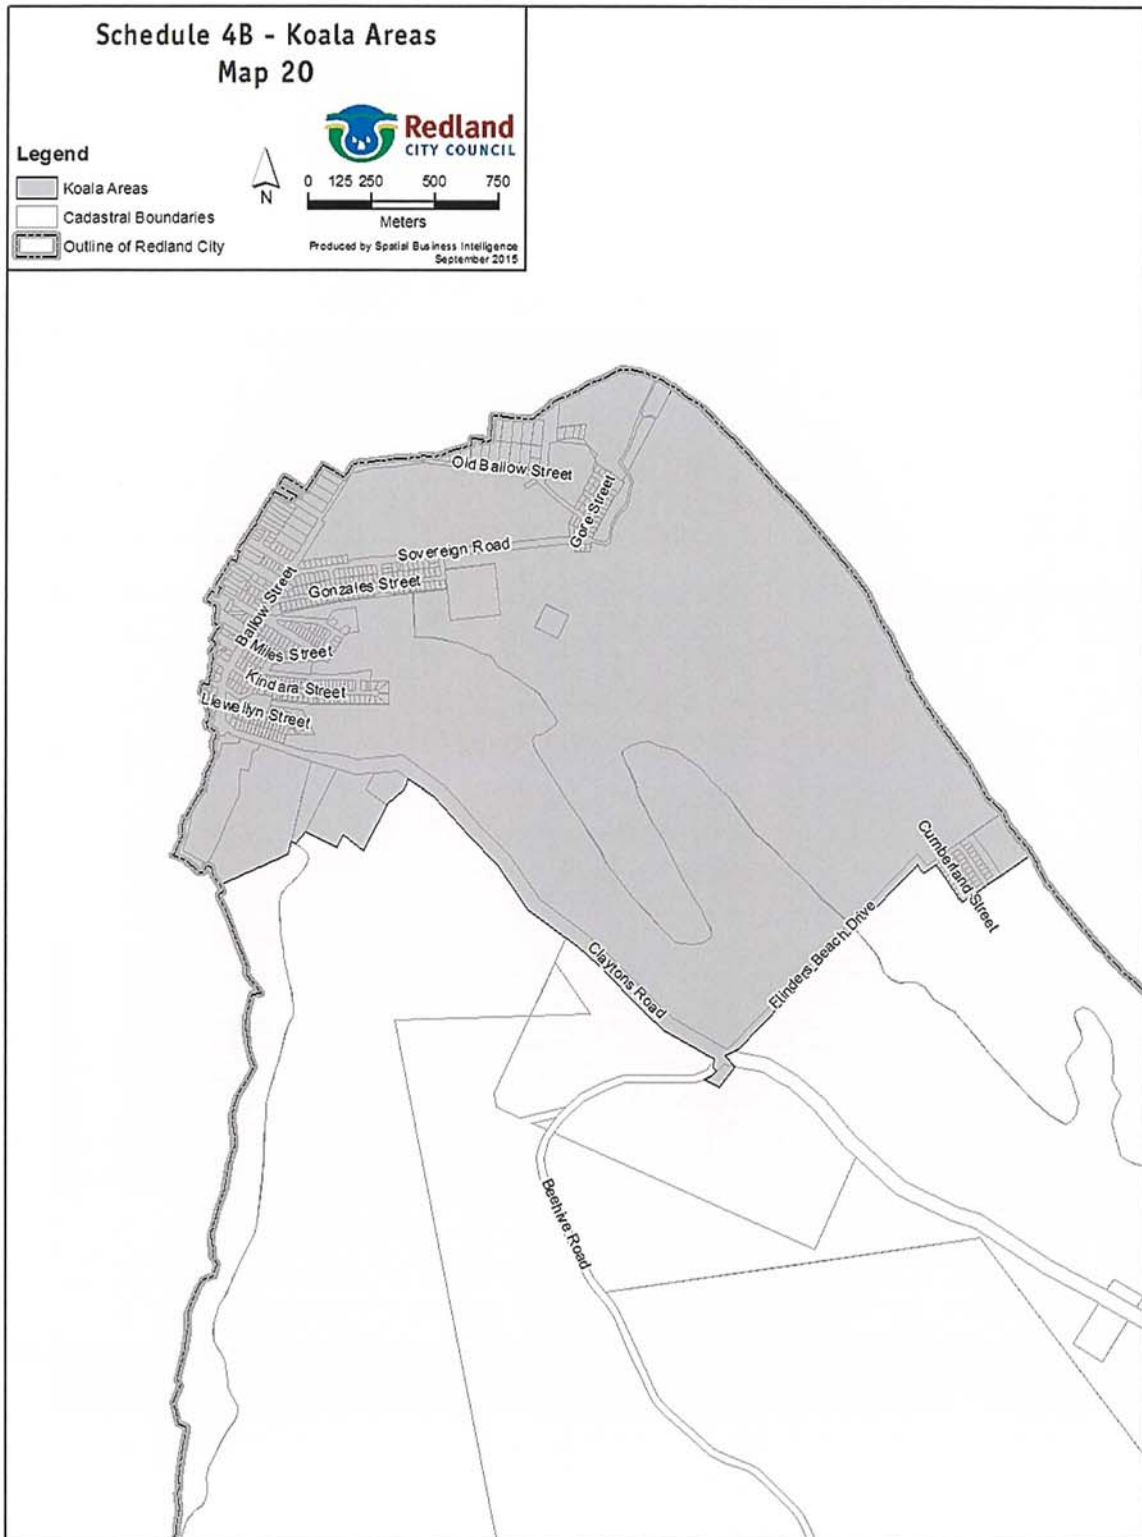 Schedule 4B - Koala Areas
Map 20
Redland
CITY COUNCIL
Legend
Koala Areas
Cadastral Boundaries
Outline of Redland City
N
0 125 250 500 750
Meters
Produced by Spatial Business Intelligence
September 2015
Old Ballow Street
Gore Street
Sovereign Road
Gonzales Street
Ballow Street
Miles Street
Kindara Street
Llewellyn Street
Cumberland Street
Flinders Beach Drive
Claytons Road
Beehive Road